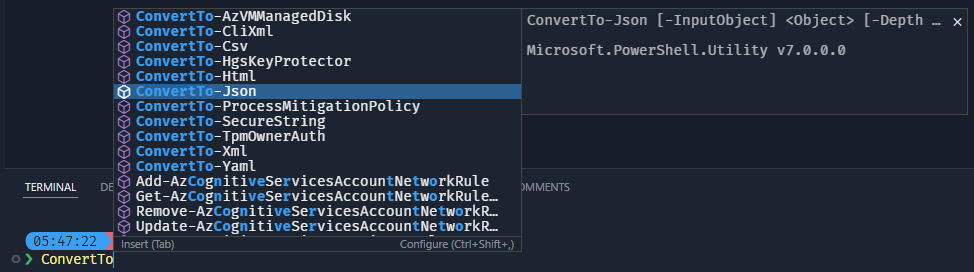 ConvertTo-AzVMManagedDisk
ConvertTo-CliXml
ConvertTo-Csv
ConvertTo-HgsKeyProtector
ConvertTo-Html
ConvertTo-Json
ConvertTo-ProcessMitigationPolicy
ConvertTo-SecureString
ConvertTo-TpmOwnerAuth
ConvertTo-Xml
ConvertTo-Yaml
Add-AzCognitiveServicesAccountNetworkRule
Get-AzCognitiveServicesAccountNetworkRule…
Remove-AzCognitiveServicesAccountNetworkR…
Update-AzCognitiveServicesAccountNetworkR…
Insert (Tab) Configure (Ctrl+Shift+,)
ConvertTo-Json [-InputObject] <Object> [-Depth …
Microsoft.PowerShell.Utility v7.0.0.0
TERMINAL DE OMMENTS
05:47:22
❯ ConvertTo